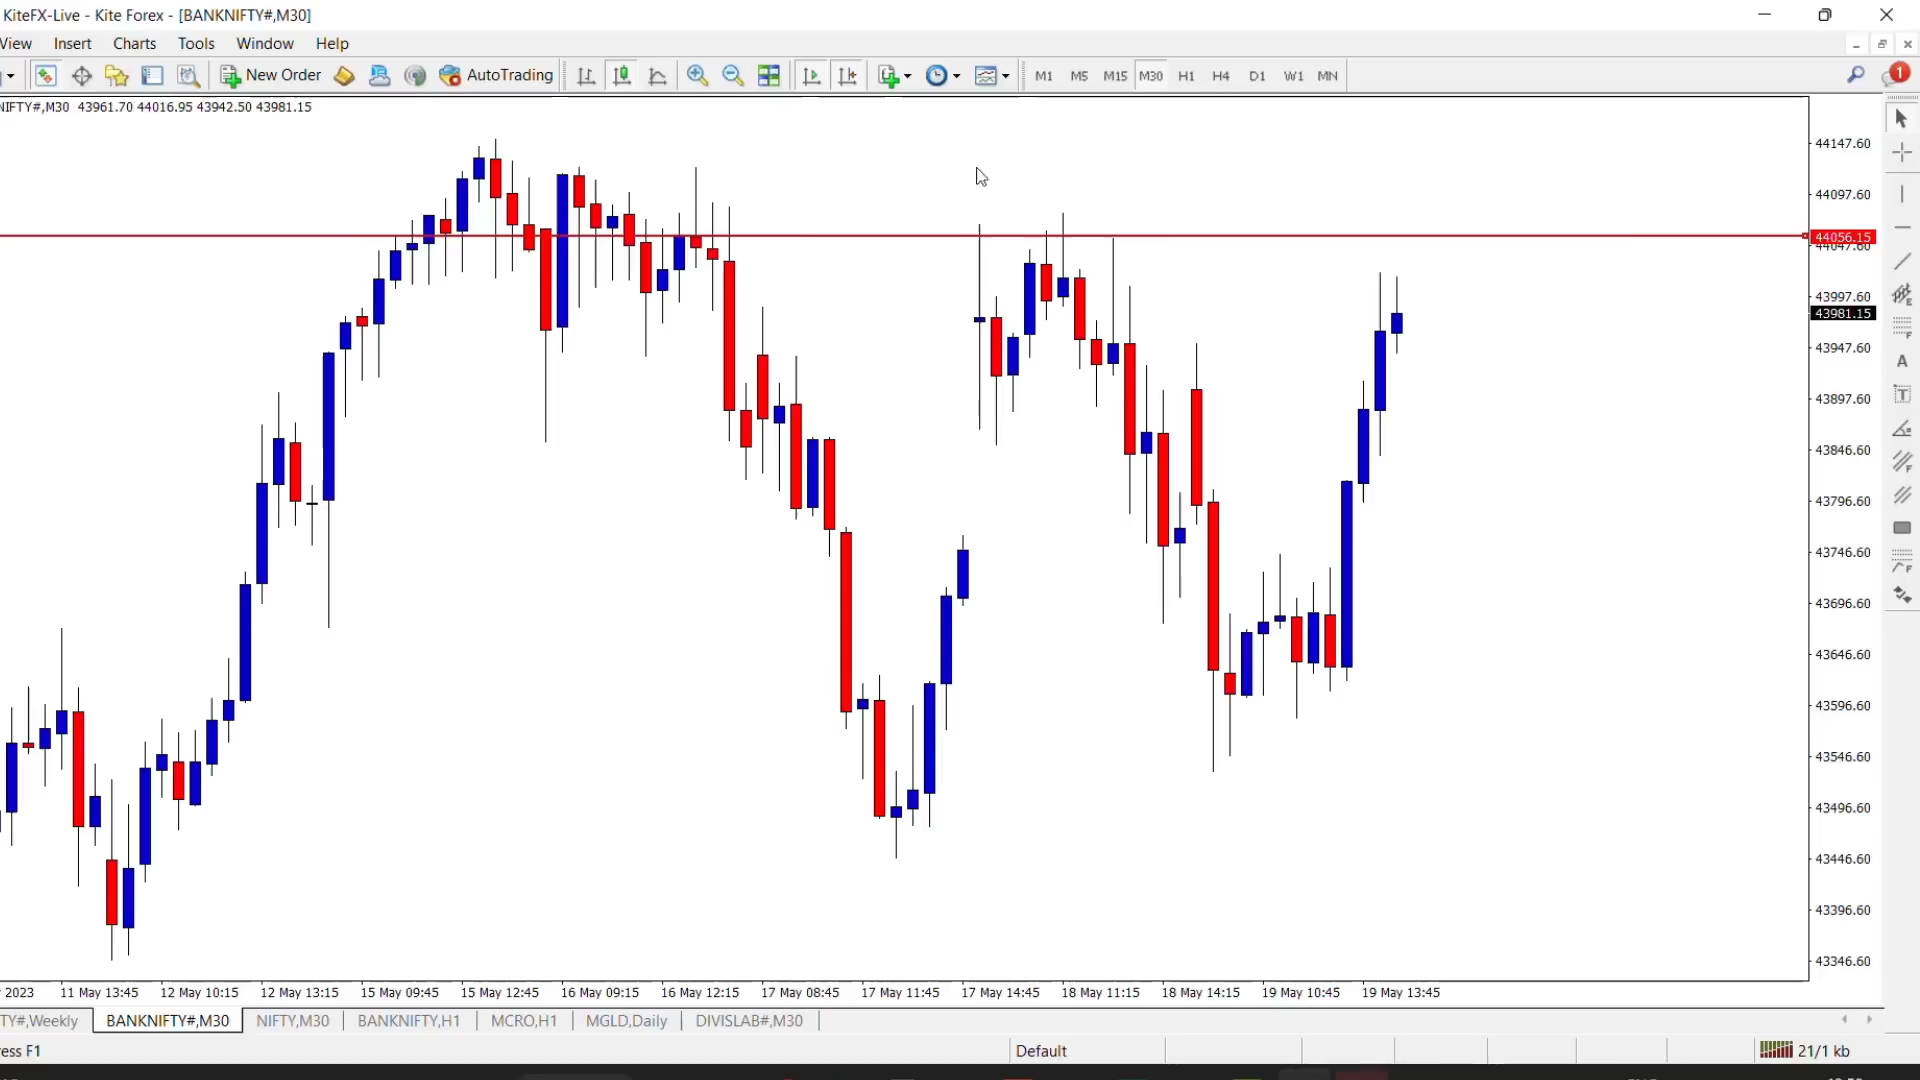 KiteFX-Live - Kite Forex - [BANKNIFTY#,M30]
View Insert Charts Tools Window Help
New Order AutoTrading M1 M5 M15 M30 H1 H4 D1 W1 MN 1
NIFTY#,M30 43961.70 44016.95 43942.50 43981.15
44147.60
44097.60
44056.15
44047.60
43997.60
43981.15
43947.60
43897.60
43846.60
43796.60
43746.60
43696.60
43646.60
43596.60
43546.60
43496.60
43446.60
43396.60
43346.60
2023 11 May 13:45 12 May 10:15 12 May 13:15 15 May 09:45 15 May 12:45 16 May 09:15 16 May 12:15 17 May 08:45 17 May 11:45 17 May 14:45 18 May 11:15 18 May 14:15 19 May 10:45 19 May 13:45
TY#,Weekly BANKNIFTY#,M30 NIFTY,M30 BANKNIFTY,H1 MCRO,H1 MGLD,Daily DIVISLAB#,M30
ess F1 Default 21/1 kb